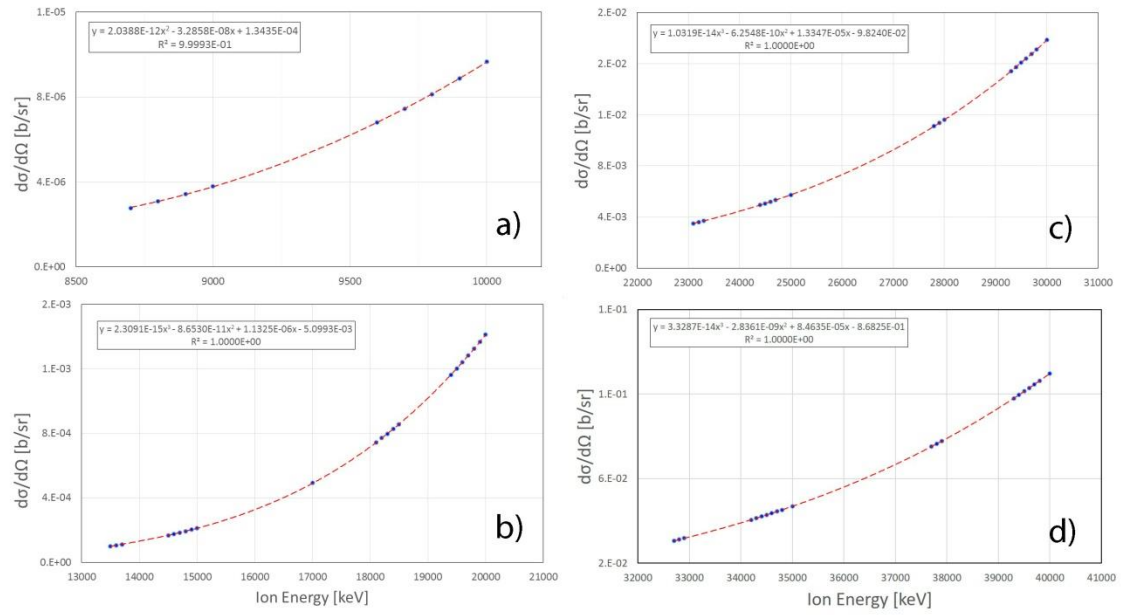 1.E-05
y = 2.0388E-12x² - 3.2858E-08x + 1.3435E-04
R² = 9.9993E-01
8.E-06
4.E-06
0.E+00
dσ/dΩ [b/sr]
a)
8500 9000 9500 10000
2.E-02
y = 1.0319E-14x³ - 6.2548E-10x² + 1.3347E-05x - 9.8240E-02
R² = 1.0000E+00
2.E-02
1.E-02
8.E-03
4.E-03
0.E+00
dσ/dΩ [b/sr]
c)
22000 23000 24000 25000 26000 27000 28000 29000 30000 31000
2.E-03
y = 2.3091E-15x³ - 8.6530E-11x² + 1.1325E-06x - 5.0993E-03
R² = 1.0000E+00
1.E-03
8.E-04
4.E-04
0.E+00
dσ/dΩ [b/sr]
b)
13000 14000 15000 16000 17000 18000 19000 20000 21000
Ion Energy [keV]
1.E-01
y = 3.3287E-14x³ - 2.8361E-09x² + 8.4635E-05x - 8.6825E-01
R² = 1.0000E+00
1.E-01
6.E-02
2.E-02
dσ/dΩ [b/sr]
d)
32000 33000 34000 35000 36000 37000 38000 39000 40000 41000
Ion Energy [keV]